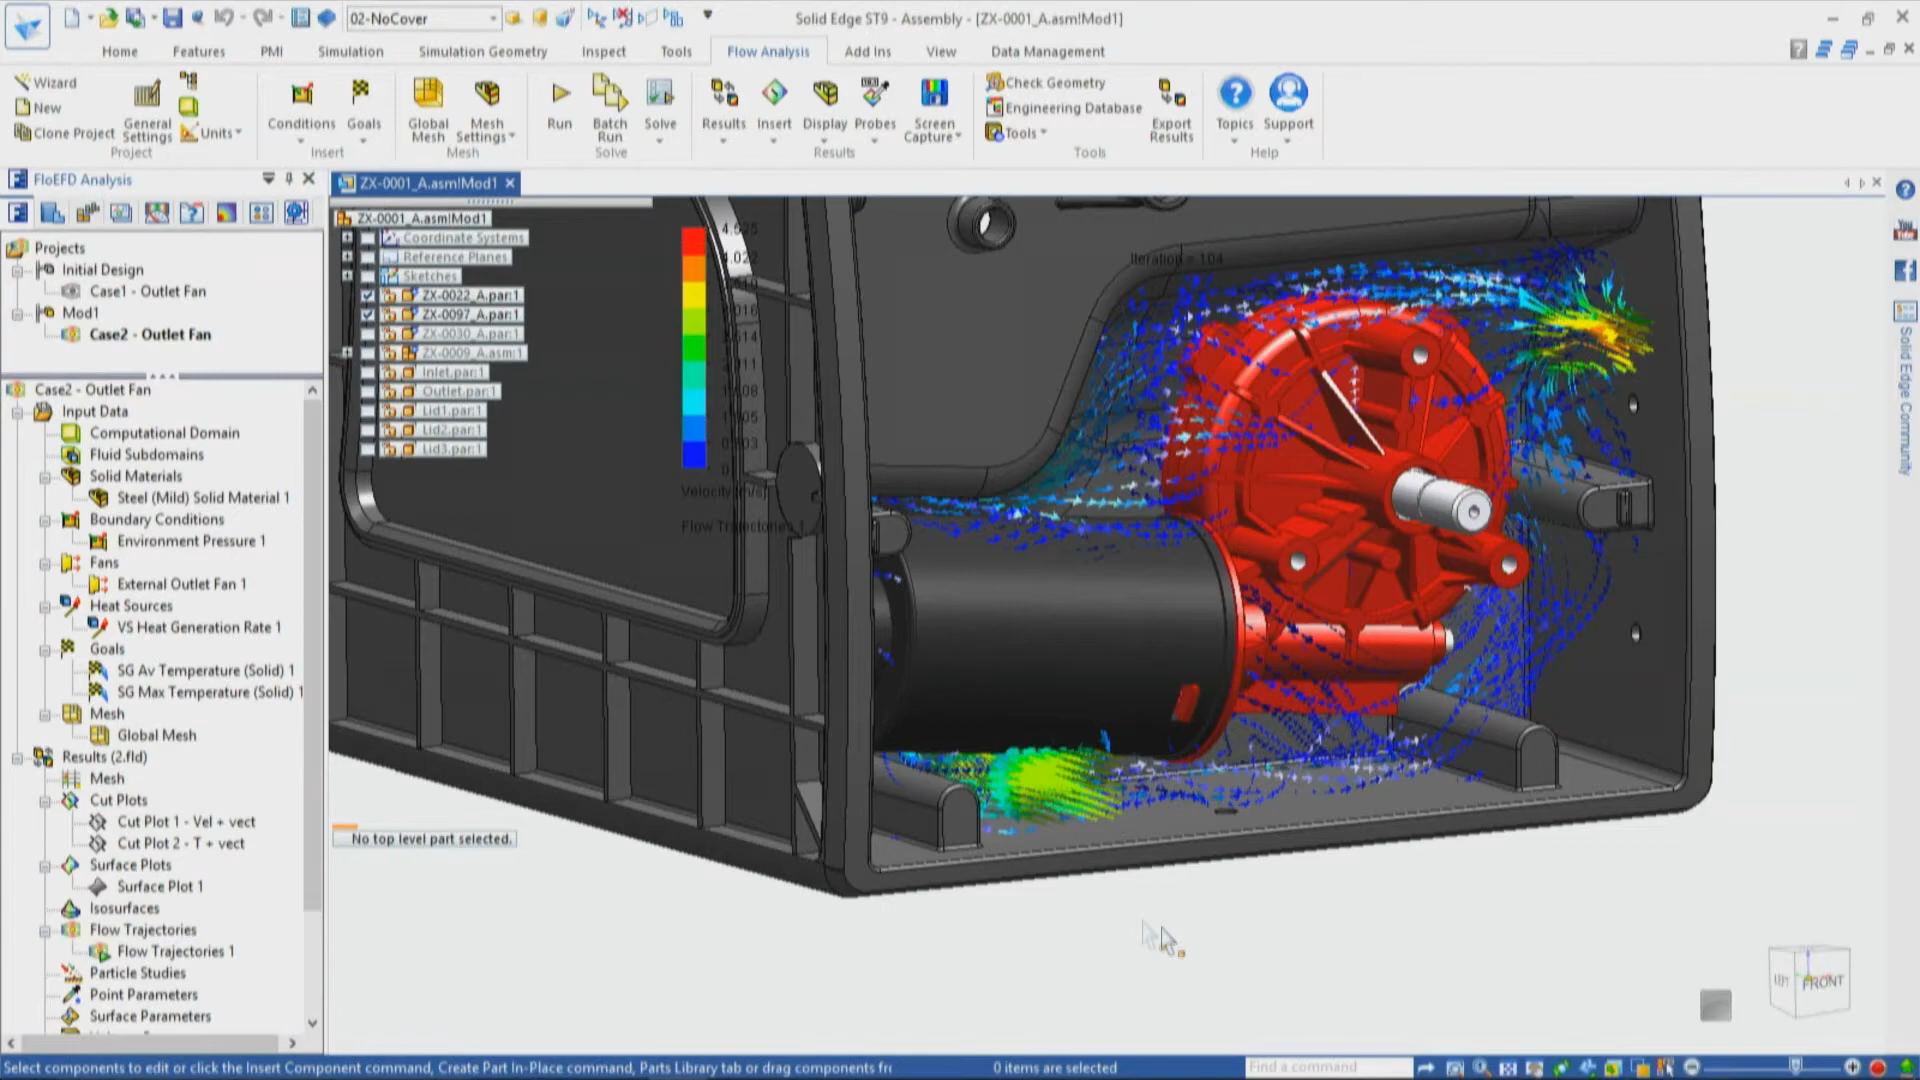 02-NoCover
Solid Edge ST9 - Assembly - [ZX-0001_A.asm!Mod1]
Home
Features
PMI
Simulation
Simulation Geometry
Inspect
Tools
Flow Analysis
Add Ins
View
Data Management
Wizard
New
Clone Project
General Settings
Units
Project
Conditions
Goals
Insert
Global Mesh
Mesh Settings
Mesh
Run
Batch Run
Solve
Solve
Results
Insert
Display
Probes
Screen Capture
Results
Check Geometry
Engineering Database
Tools
Export Results
Tools
Topics
Support
Help
FloEFD Analysis
ZX-0001_A.asm!Mod1
Projects
Initial Design
Case1 - Outlet Fan
Mod1
Case2 - Outlet Fan
Case2 - Outlet Fan
Input Data
Computational Domain
Fluid Subdomains
Solid Materials
Steel (Mild) Solid Material 1
Boundary Conditions
Environment Pressure 1
Fans
External Outlet Fan 1
Heat Sources
VS Heat Generation Rate 1
Goals
SG Av Temperature (Solid) 1
SG Max Temperature (Solid) 1
Mesh
Global Mesh
Results (2.fld)
Mesh
Cut Plots
Cut Plot 1 - Vel + vect
Cut Plot 2 - T + vect
Surface Plots
Surface Plot 1
Isosurfaces
Flow Trajectories
Flow Trajectories 1
Particle Studies
Point Parameters
Surface Parameters
ZX-0001_A.asm!Mod1
Coordinate Systems
Reference Planes
Sketches
ZX-0022_A.par:1
ZX-0097_A.par:1
ZX-0030_A.par:1
ZX-0009_A.asm:1
Inlet.par:1
Outlet.par:1
Lid1.par:1
Lid2.par:1
Lid3.par:1
Iteration = 104
Flow Trajectories 1
No top level part selected.
FRONT
You Tube
Solid Edge Community
Select components to edit or click the Insert Component command, Create Part In-Place command, Parts Library tab or drag components fr
0 items are selected
Find a command